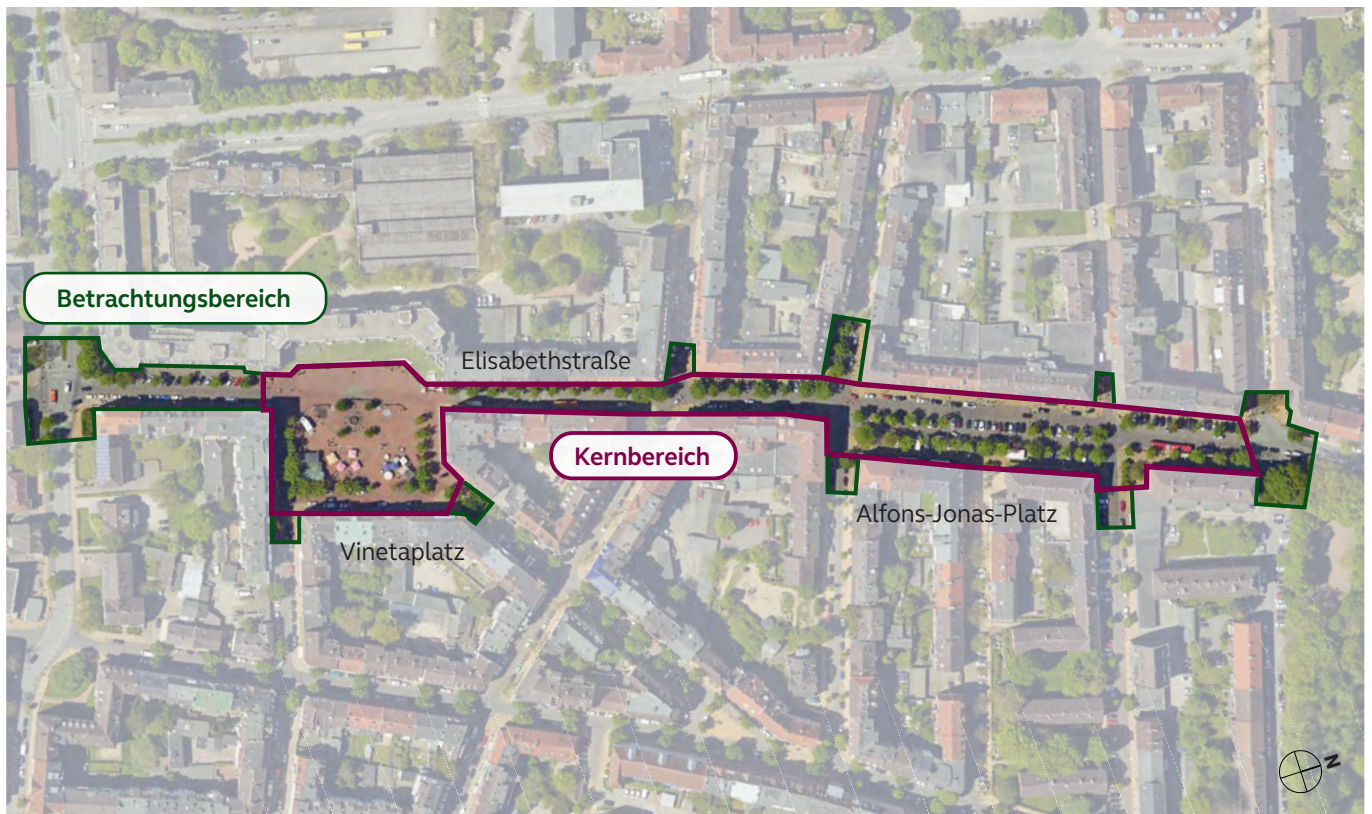 Betrachtungsbereich
Elisabethstraße
Kernbereich
Alfons-Jonas-Platz
Vinetaplatz
N